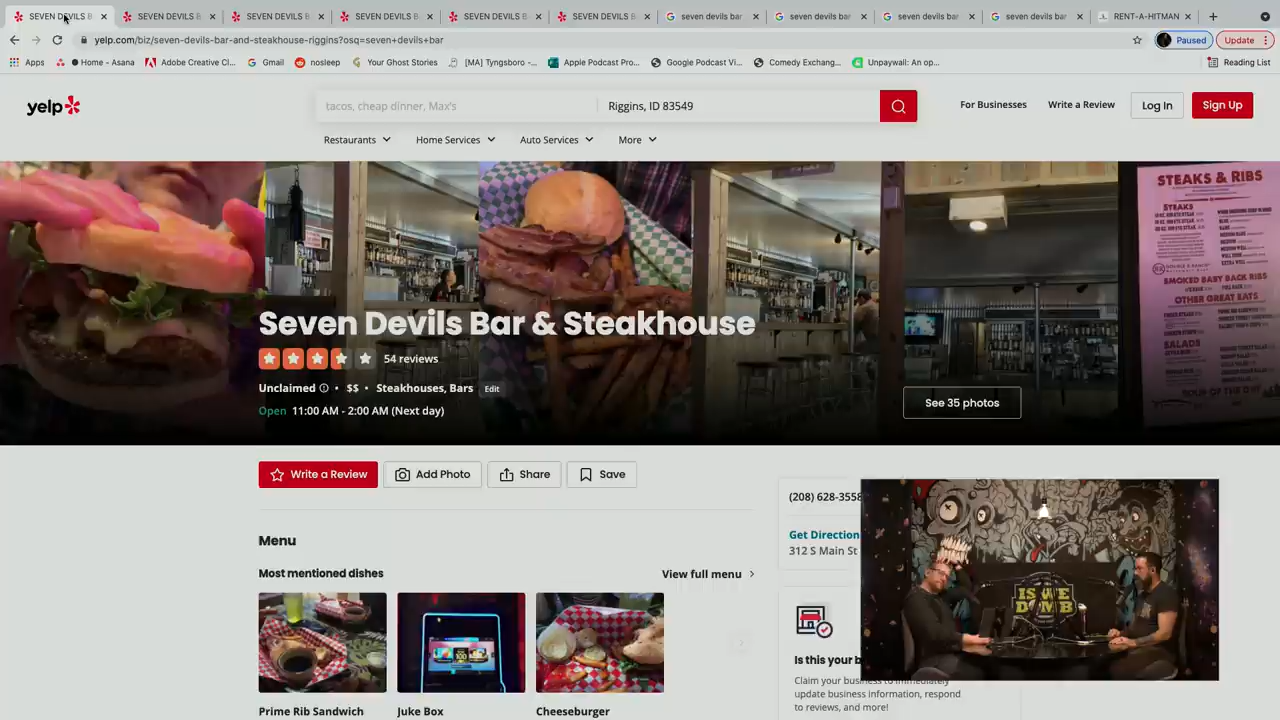 SEVEN DEVILS B
SEVEN DEVILS B
SEVEN DEVILS B
SEVEN DEVILS B
SEVEN DEVILS B
SEVEN DEVILS B
seven devils bar
seven devils bar
seven devils bar
seven devils bar
RENT-A-HITMAN
yelp.com/biz/seven-devils-bar-and-steakhouse-riggins?osq=seven+devils+bar
Paused
Update
Apps
Home - Asana
Adobe Creative Cl...
Gmail
nosleep
Your Ghost Stories
[MA] Tyngsboro -...
Apple Podcast Pro...
Google Podcast Vi...
Comedy Exchang...
Unpaywall: An op...
Reading List
yelp
tacos, cheap dinner, Max's
Riggins, ID 83549
For Businesses
Write a Review
Log In
Sign Up
Restaurants
Home Services
Auto Services
More
STEAKS & RIBS
STEAKS
SMOKED BABY BACK RIBS
OTHER GREAT EATS
SALADS
Seven Devils Bar & Steakhouse
54 reviews
Unclaimed • $$ • Steakhouses, Bars Edit
Open 11:00 AM - 2:00 AM (Next day)
See 35 photos
Write a Review
Add Photo
Share
Save
(208) 628-3558
Get Direction
312 S Main St
Menu
Most mentioned dishes
View full menu
Prime Rib Sandwich
Juke Box
Cheeseburger
Is this your b
Claim your business to immediately
update business information, respond
to reviews, and more!